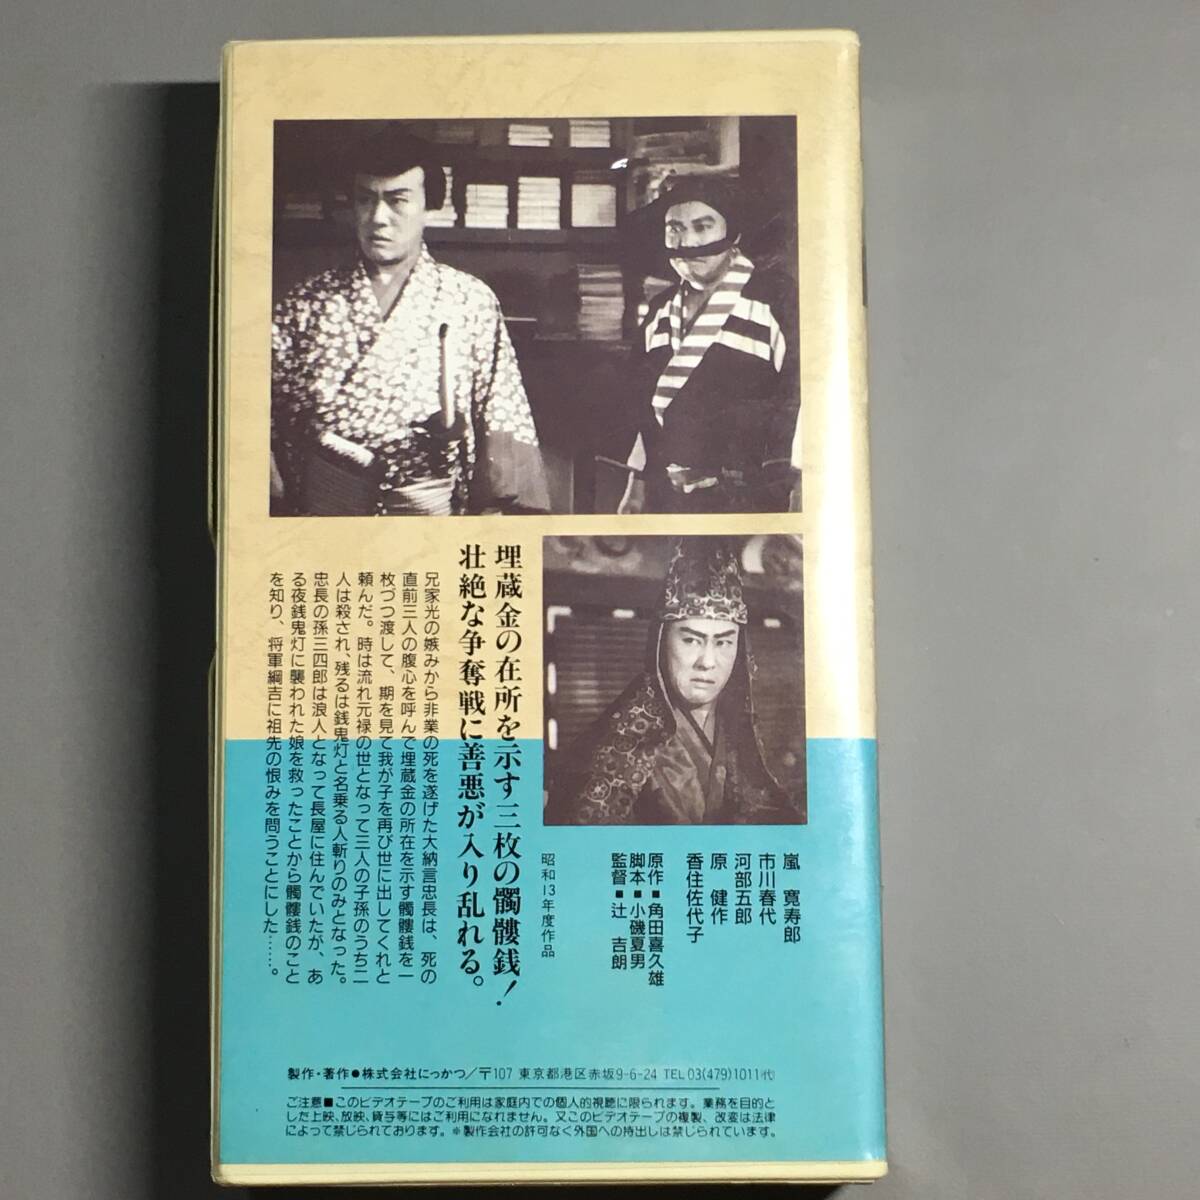 嵐 寛寿郎
市川春代
河部五郎
原 健作
香住佐代子
原作■角田喜久雄
脚本■小磯夏男
監督■辻 吉朗
昭和13年度作品
埋蔵金の在所を示す三枚の髑髏銭！
壮絶な争奪戦に善悪が入り乱れる。
兄家光の嫉みから非業の死を遂げた大納言忠長は、死の
直前三人の腹心を呼んで埋蔵金の所在を示す髑髏銭を一
枚づつ渡して、期を見て我が子を再び世に出してくれと
頼んだ。時は流れ元禄の世となって三人の子孫のうち二
人は殺され、残るは銭鬼灯と名乗る人斬りのみとなった。
忠長の孫三四郎は浪人となって長屋に住んでいたが、あ
る夜銭鬼灯に襲われた娘を救ったことから髑髏銭のこと
を知り、将軍綱吉に祖先の恨みを問うことにした……。
製作・著作●株式会社にっかつ/〒107 東京都港区赤坂9-6-24 TEL 03(479)1011(代)
ご注意■このビデオテープのご利用は家庭内での個人的視聴に限られます。業務を目的と
した上映、放映、貸与等にはご利用になれません。又このビデオテープの複製、改変は法律
によって禁じられております。※製作会社の許可なく外国への持出しは禁じられています。